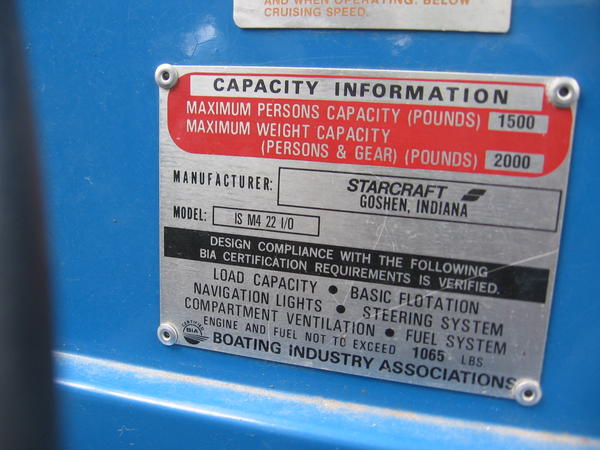 AND WHEN OPERATING. BELOW
CRUISING SPEED.
CAPACITY INFORMATION
MAXIMUM PERSONS CAPACITY (POUNDS) 1500
MAXIMUM WEIGHT CAPACITY
(PERSONS & GEAR) (POUNDS) 2000
MANUFACTURER: STARCRAFT
GOSHEN, INDIANA
MODEL: IS M4 22 I/O
DESIGN COMPLIANCE WITH THE FOLLOWING
BIA CERTIFICATION REQUIREMENTS IS VERIFIED.
LOAD CAPACITY • BASIC FLOTATION
NAVIGATION LIGHTS • STEERING SYSTEM
COMPARTMENT VENTILATION • FUEL SYSTEM
ENGINE AND FUEL NOT TO EXCEED 1065 LBS
CERTIFIED
BIA
BOATING INDUSTRY ASSOCIATIONS